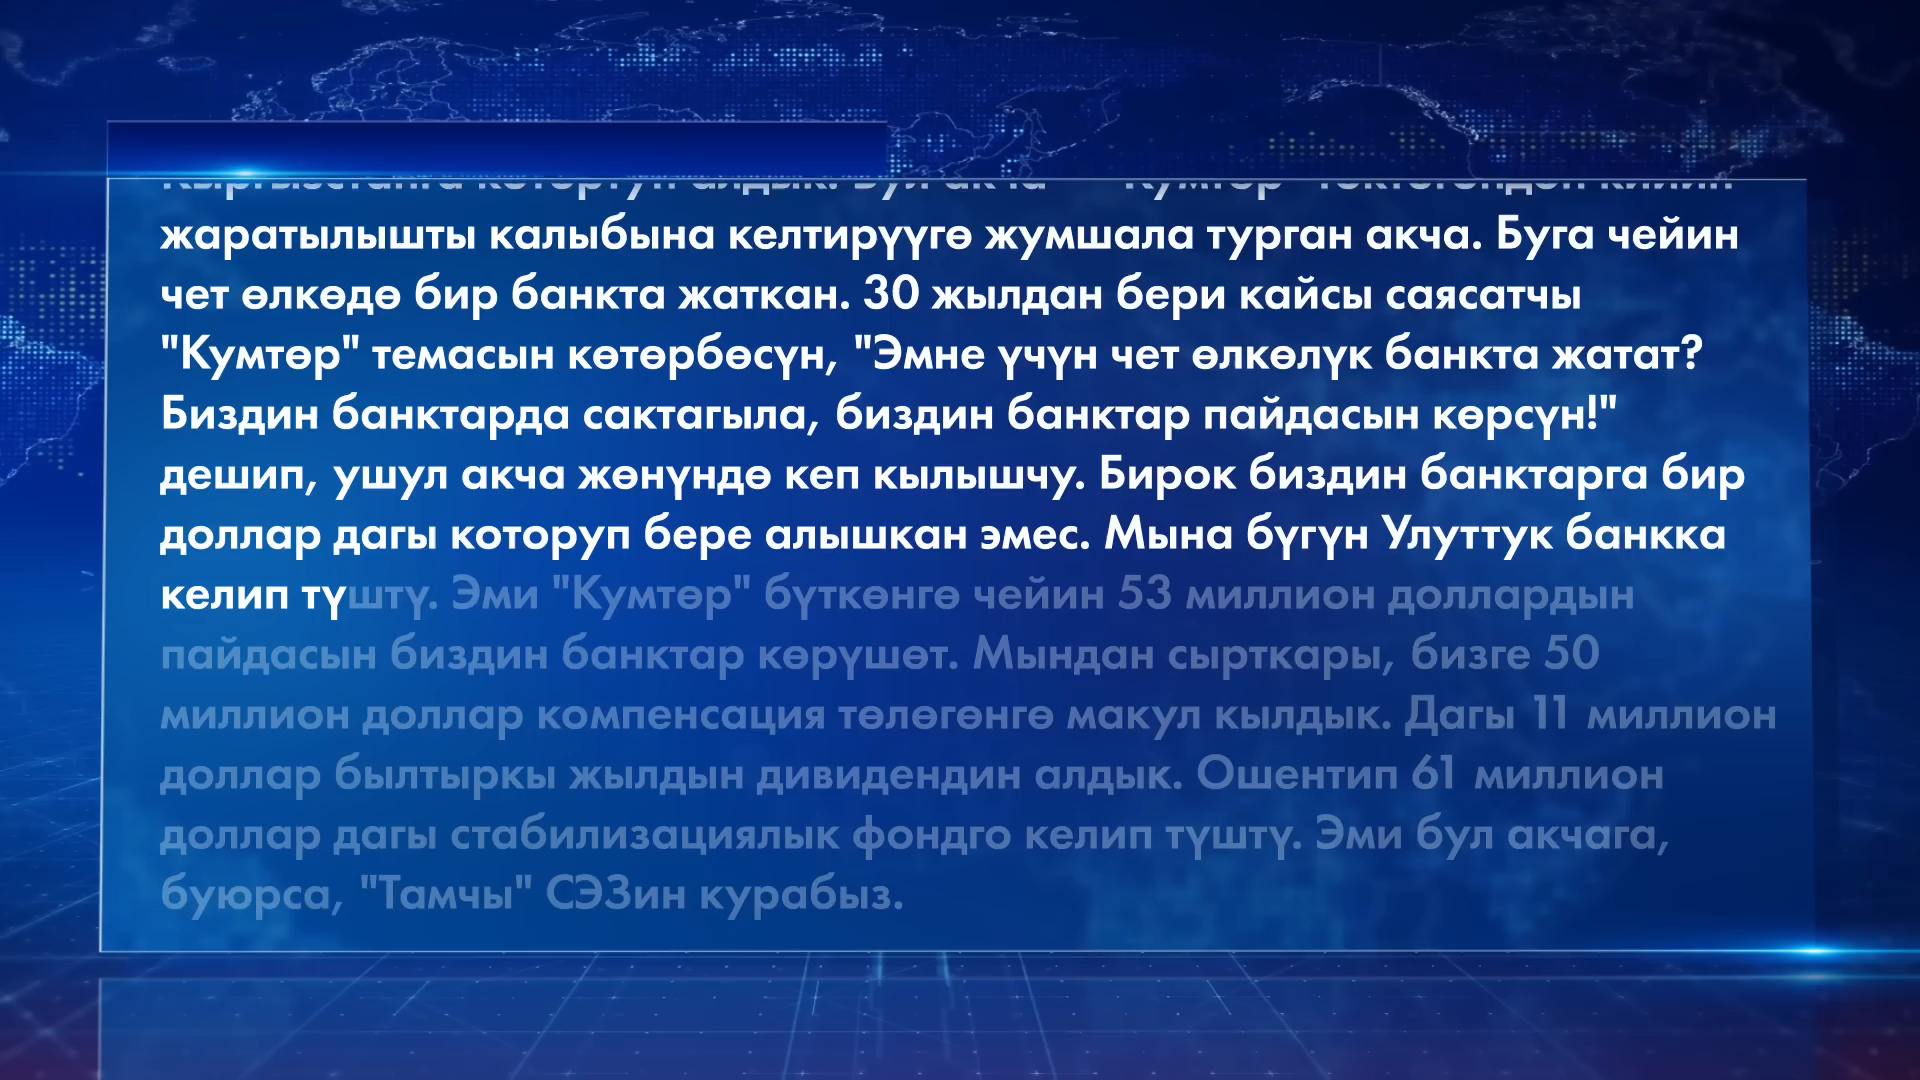 жаратылышты калыбына келтирүүгө жумшала турган акча. Буга чейин
чет өлкөдө бир банкта жаткан. 30 жылдан бери кайсы саясатчы
"Кумтөр" темасын көтөрбөсүн, "Эмне үчүн чет өлкөлүк банкта жатат?
Биздин банктарда сактагыла, биздин банктар пайдасын көрсүн!"
дешип, ушул акча жөнүндө кеп кылышчу. Бирок биздин банктарга бир
доллар дагы которуп бере алышкан эмес. Мына бүгүн Улуттук банкка
келип түштү. Эми "Кумтөр" бүткөнгө чейин 53 миллион доллардын
пайдасын биздин банктар көрүшөт. Мындан сырткары, бизге 50
миллион доллар компенсация төлөгөнгө макул кылдык. Дагы 11 миллион
доллар былтыркы жылдын дивидендин алдык. Ошентип 61 миллион
доллар дагы стабилизациялык фондго келип түштү. Эми бул акчага,
буюрса, "Тамчы" СЭЗин курабыз.